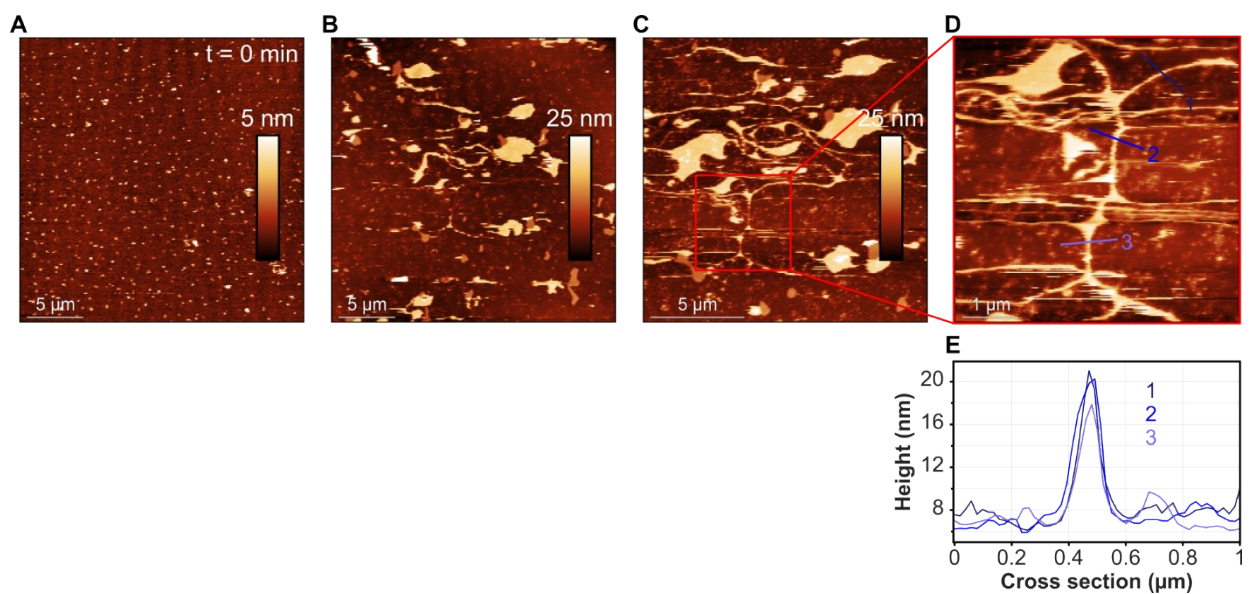 A
t = 0 min
5 nm
5 µm
B
25 nm
5 µm
C
25 nm
5 µm
D
1
2
3
1 µm
E
20
16
12
8
Height (nm)
1
2
3
0
0.2
0.4
0.6
0.8
1
Cross section (µm)